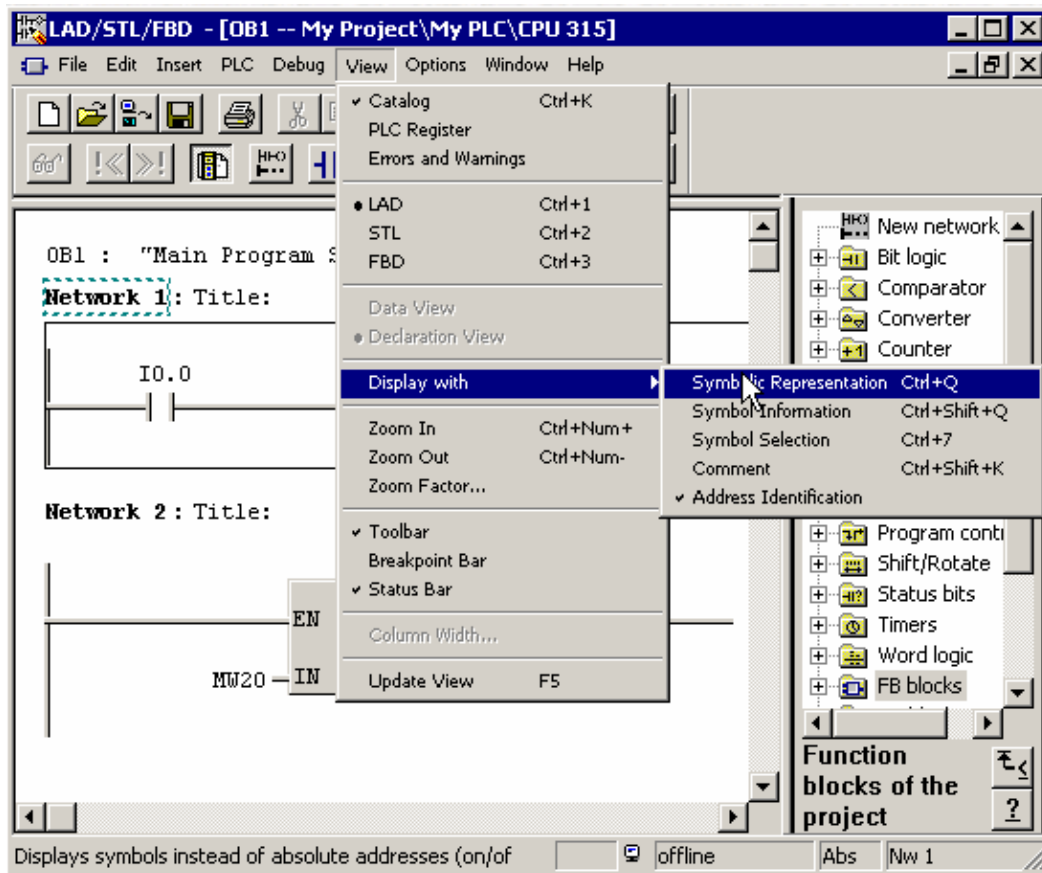 LAD/STL/FBD - [OB1 -- My Project\My PLC\CPU 315]
File Edit Insert PLC Debug View Options Window Help
Catalog Ctrl+K
PLC Register
Errors and Warnings
LAD Ctrl+1
STL Ctrl+2
FBD Ctrl+3
Data View
Declaration View
Display with
Zoom In Ctrl+Num+
Zoom Out Ctrl+Num-
Zoom Factor...
Toolbar
Breakpoint Bar
Status Bar
Column Width...
Update View F5
Symbolic Representation Ctrl+Q
Symbol Information Ctrl+Shift+Q
Symbol Selection Ctrl+7
Comment Ctrl+Shift+K
Address Identification
OB1 : "Main Program S
Network 1: Title:
I0.0
Network 2: Title:
EN
MW20 IN
New network
Bit logic
Comparator
Converter
Counter
Program contr
Shift/Rotate
Status bits
Timers
Word logic
FB blocks
Function
blocks of the
project
Displays symbols instead of absolute addresses (on/of
offline
Abs
Nw 1